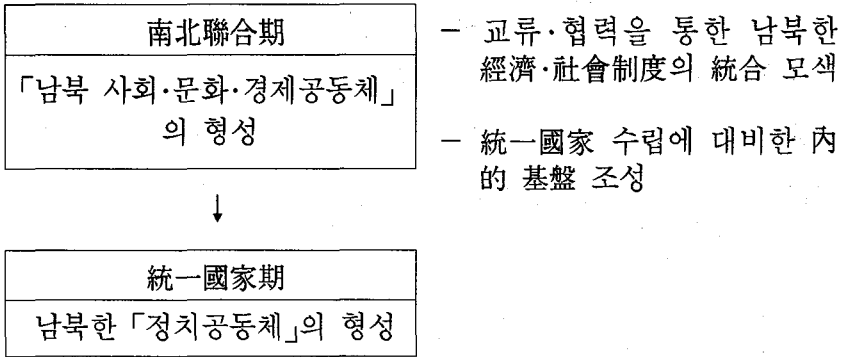 南北聯合期
「남북 사회·문화·경제공동체」
의 형성
- 교류·협력을 통한 남북한
經濟·社會制度의 統合 모색
- 統一國家 수립에 대비한 內
的 基盤 조성
↓
統一國家期
남북한 「정치공동체」의 형성